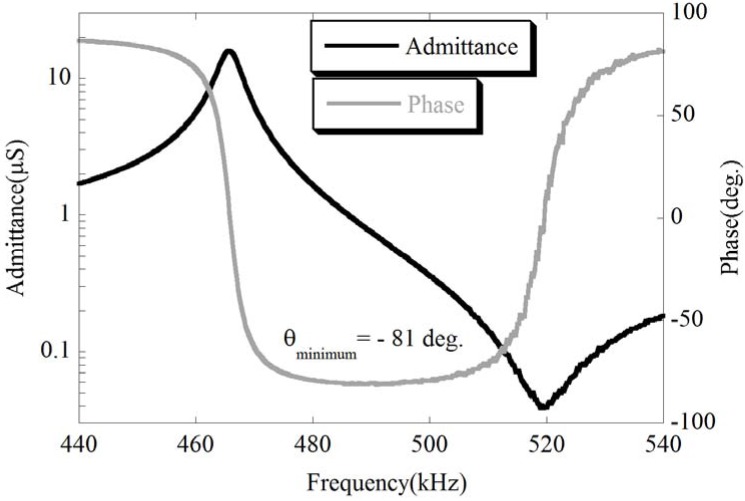 Admittance
Phase
Admittance(μS)
10
1
0.1
θminimum= - 81 deg.
100
50
0
-50
-100
Phase(deg.)
440 460 480 500 520 540
Frequency(kHz)